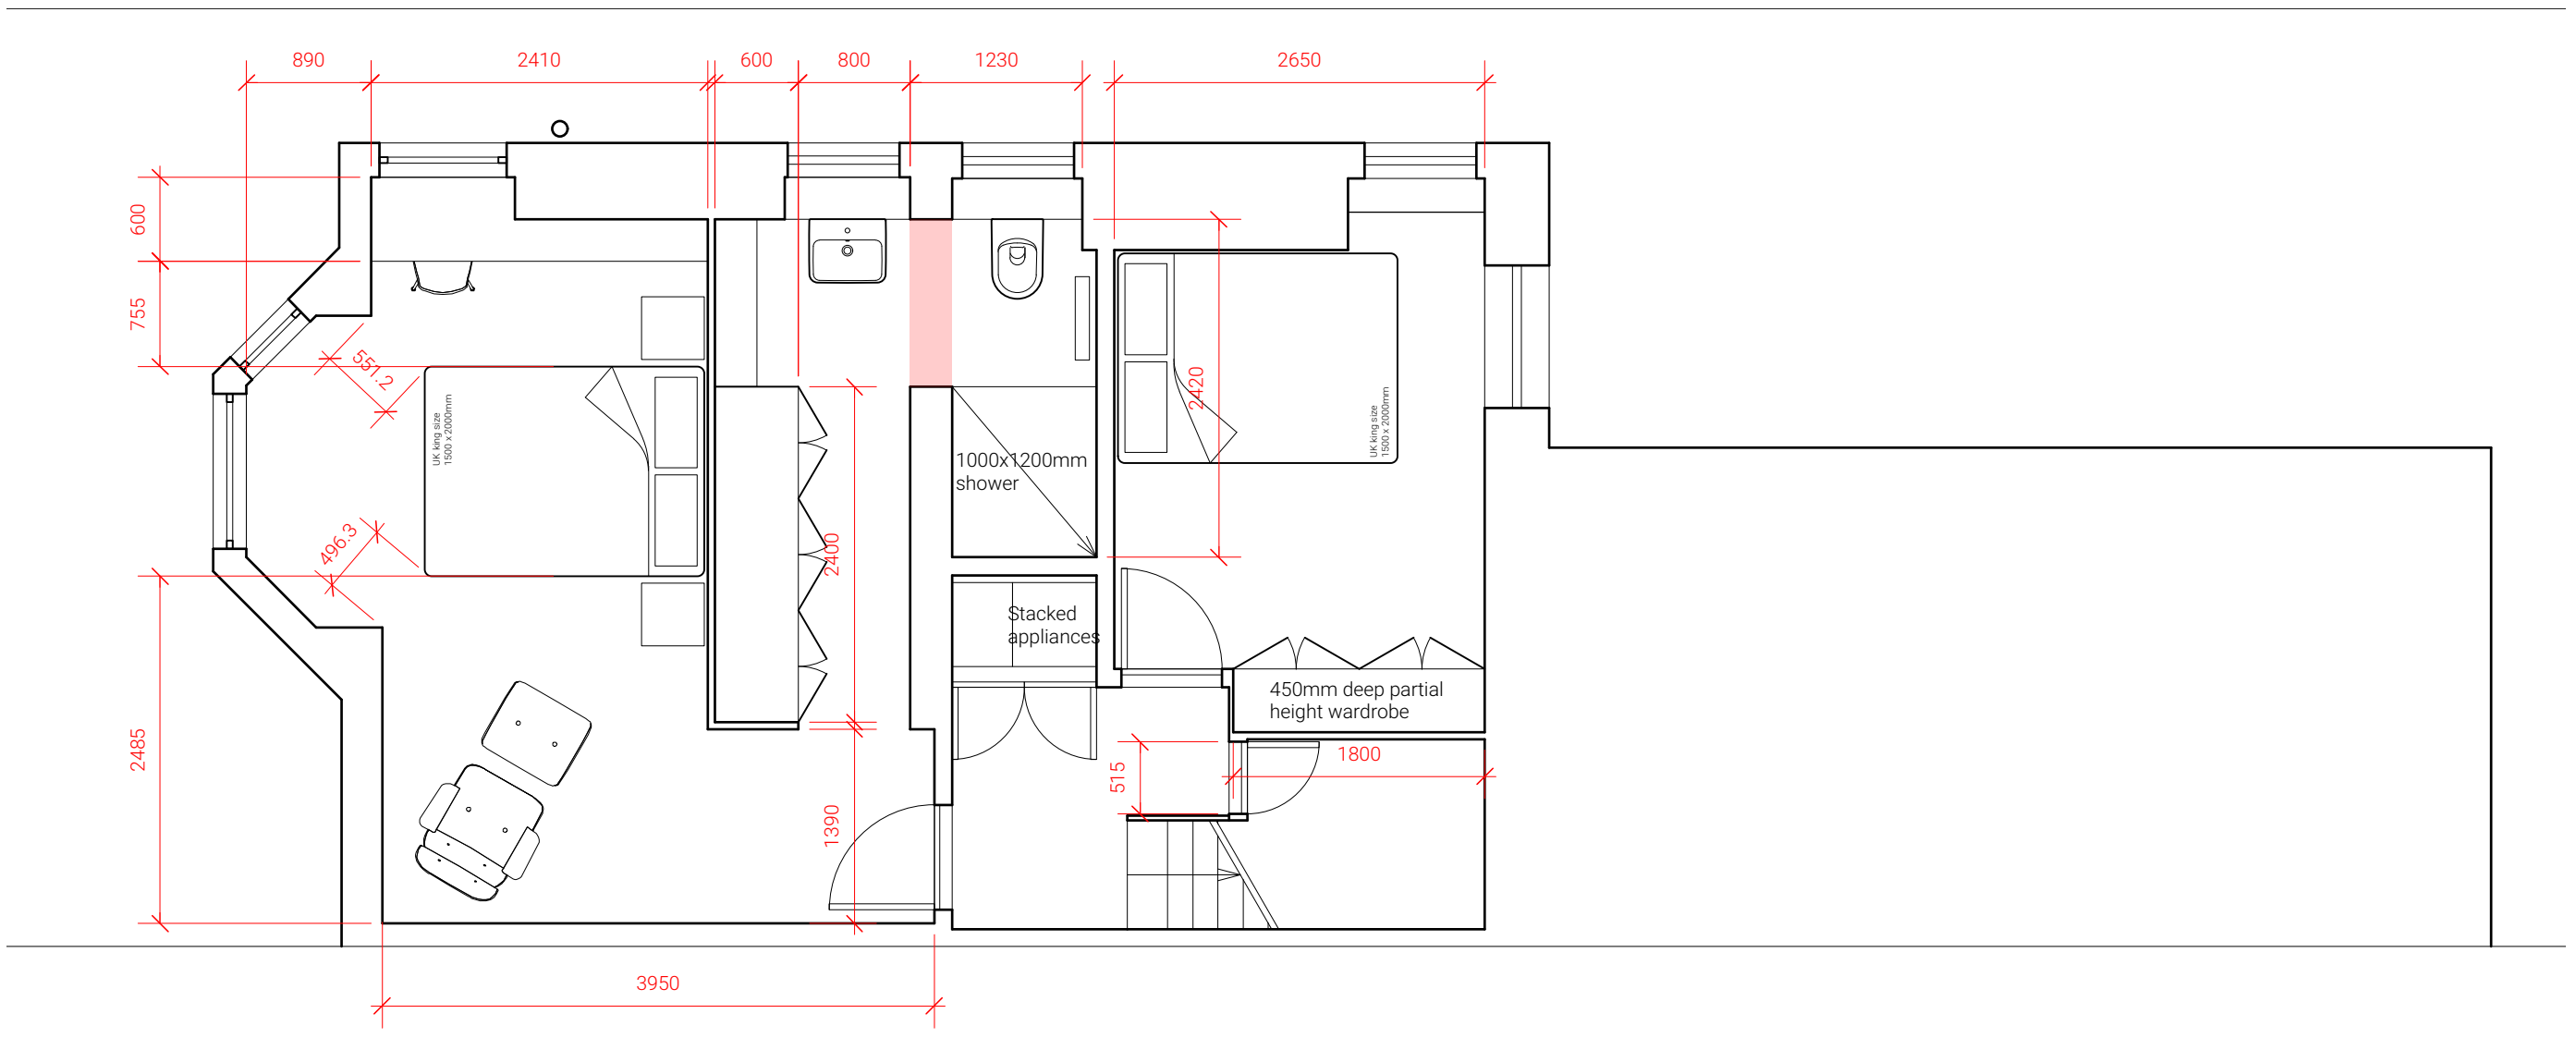 890
2410
600
800
1230
2650
600
755
551.2
UK king size
1500 x 2000mm
2420
UK king size
1500 x 2000mm
1000x1200mm
shower
496.3
2400
Stacked
appliances
450mm deep partial
height wardrobe
2485
515
1800
1390
3950